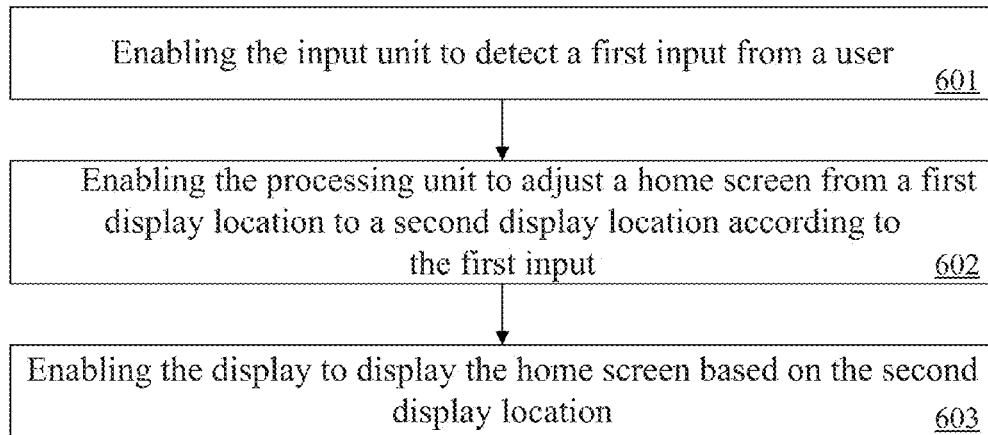 Enabling the input unit to detect a first input from a user
601
Enabling the processing unit to adjust a home screen from a first
display location to a second display location according to
the first input
602
Enabling the display to display the home screen based on the second
display location
603